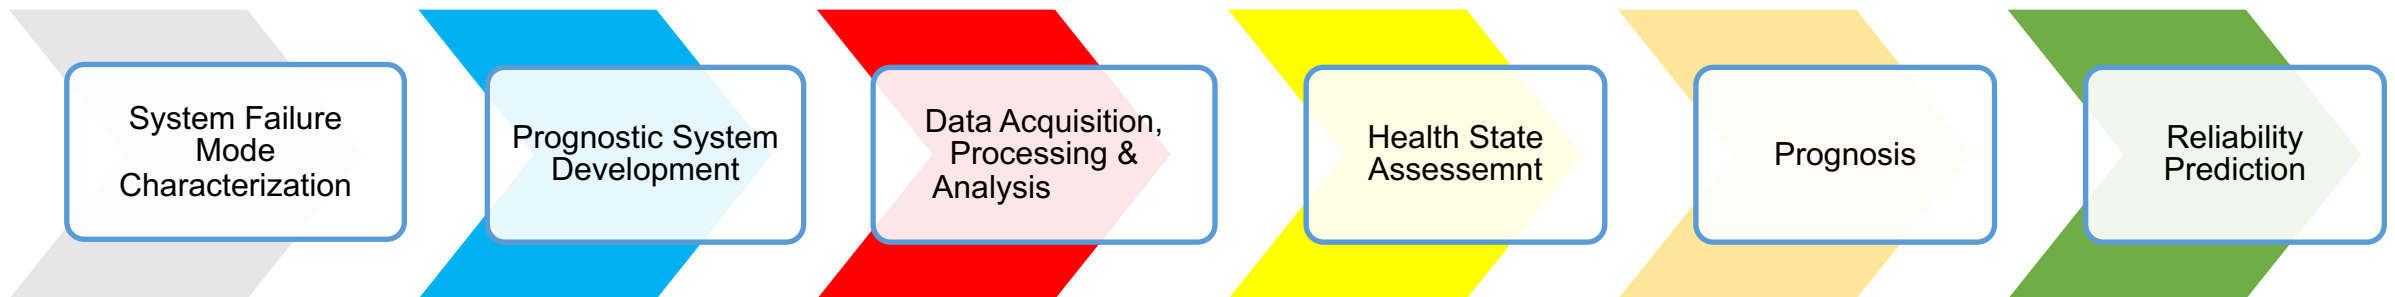 System Failure
Mode
Characterization
Prognostic System
Development
Data Acquisition,
Processing &
Analysis
Health State
Assessemnt
Prognosis
Reliability
Prediction